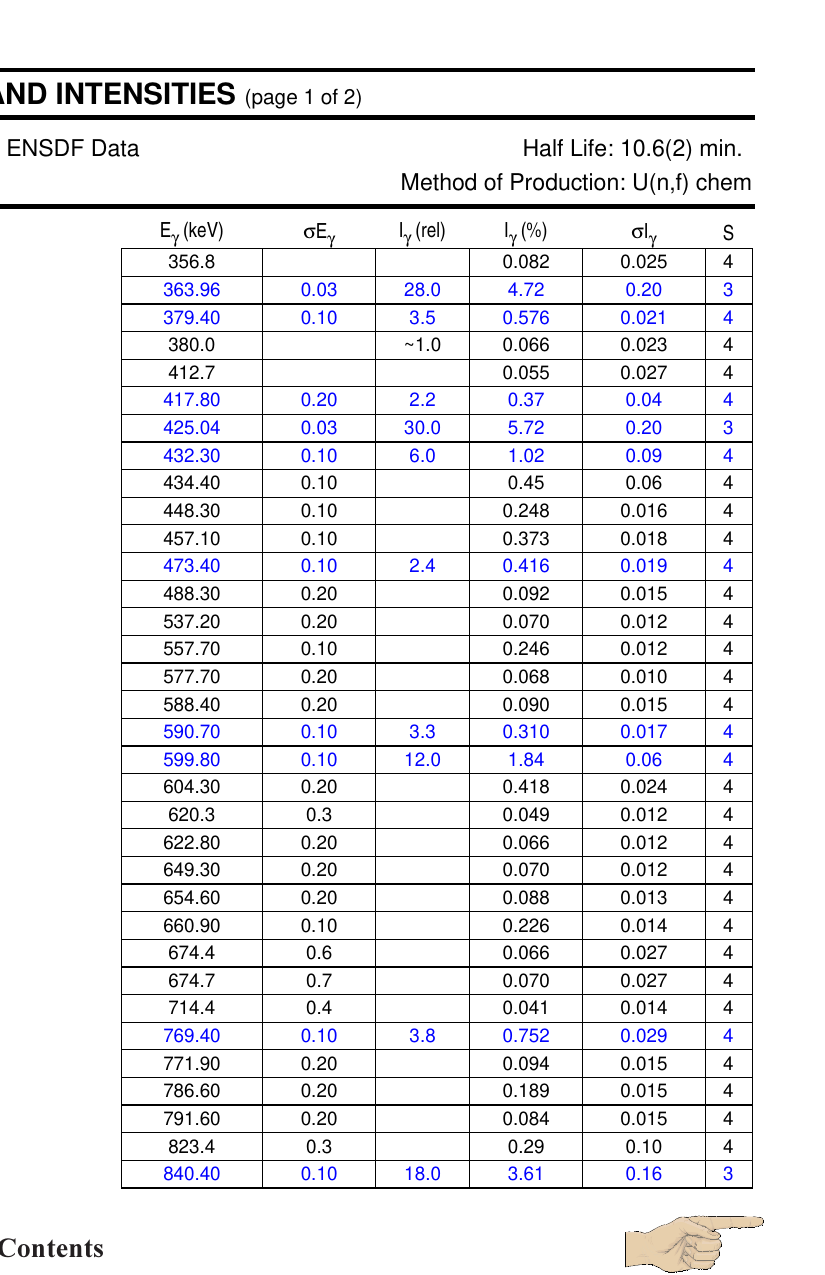 AND INTENSITIES (page 1 of 2)
ENSDF Data Half Life: 10.6(2) min.
Method of Production: U(n,f) chem
Eγ (keV) σEγ Iγ (rel) Iγ (%) σIγ S
356.8 0.082 0.025 4
363.96 0.03 28.0 4.72 0.20 3
379.40 0.10 3.5 0.576 0.021 4
380.0 ~1.0 0.066 0.023 4
412.7 0.055 0.027 4
417.80 0.20 2.2 0.37 0.04 4
425.04 0.03 30.0 5.72 0.20 3
432.30 0.10 6.0 1.02 0.09 4
434.40 0.10 0.45 0.06 4
448.30 0.10 0.248 0.016 4
457.10 0.10 0.373 0.018 4
473.40 0.10 2.4 0.416 0.019 4
488.30 0.20 0.092 0.015 4
537.20 0.20 0.070 0.012 4
557.70 0.10 0.246 0.012 4
577.70 0.20 0.068 0.010 4
588.40 0.20 0.090 0.015 4
590.70 0.10 3.3 0.310 0.017 4
599.80 0.10 12.0 1.84 0.06 4
604.30 0.20 0.418 0.024 4
620.3 0.3 0.049 0.012 4
622.80 0.20 0.066 0.012 4
649.30 0.20 0.070 0.012 4
654.60 0.20 0.088 0.013 4
660.90 0.10 0.226 0.014 4
674.4 0.6 0.066 0.027 4
674.7 0.7 0.070 0.027 4
714.4 0.4 0.041 0.014 4
769.40 0.10 3.8 0.752 0.029 4
771.90 0.20 0.094 0.015 4
786.60 0.20 0.189 0.015 4
791.60 0.20 0.084 0.015 4
823.4 0.3 0.29 0.10 4
840.40 0.10 18.0 3.61 0.16 3
Contents